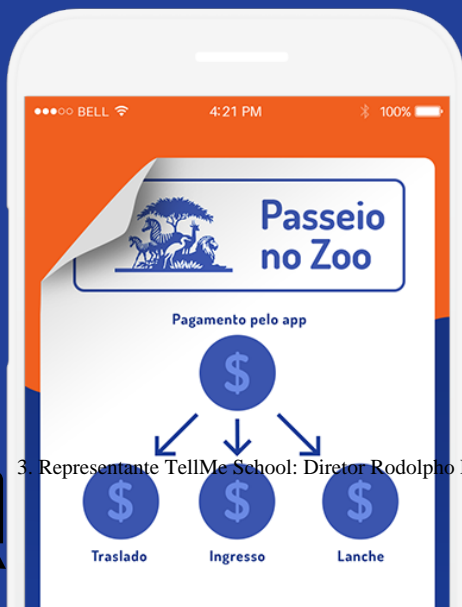 BELL 4:21 PM 100%
Passeio
no Zoo
Pagamento pelo app
$
3. Representante TellMe School: Diretor Rodolpho
$ $ $
Traslado Ingresso Lanche